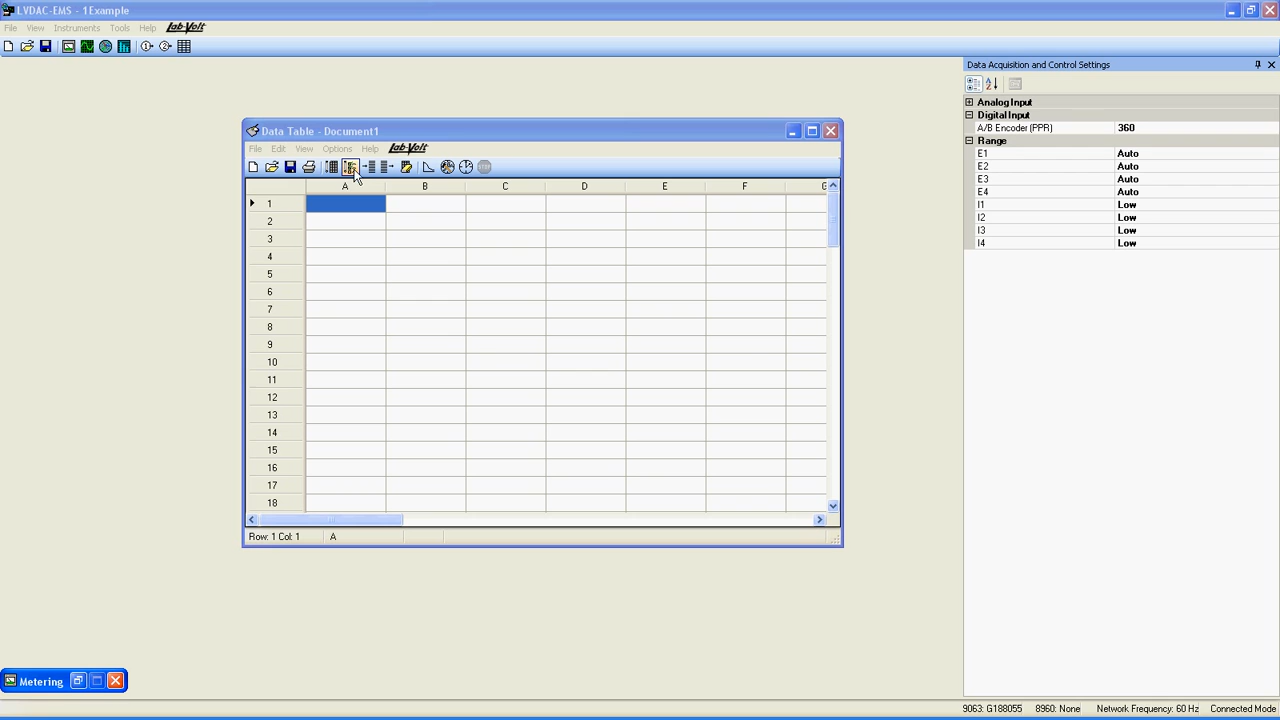 LVDAC-EMS - 1Example
File View Instruments Tools Help Lab-Volt
1 2
Data Acquisition and Control Settings
Analog Input
Digital Input
A/B Encoder (PPR) 360
Range
E1 Auto
E2 Auto
E3 Auto
E4 Auto
I1 Low
I2 Low
I3 Low
I4 Low
Data Table - Document1
File Edit View Options Help Lab-Volt
STOP
A B C D E F G
1
2
3
4
5
6
7
8
9
10
11
12
13
14
15
16
17
18
Row: 1 Col: 1 A
Metering
9063: G188055 8960: None Network Frequency: 60 Hz Connected Mode